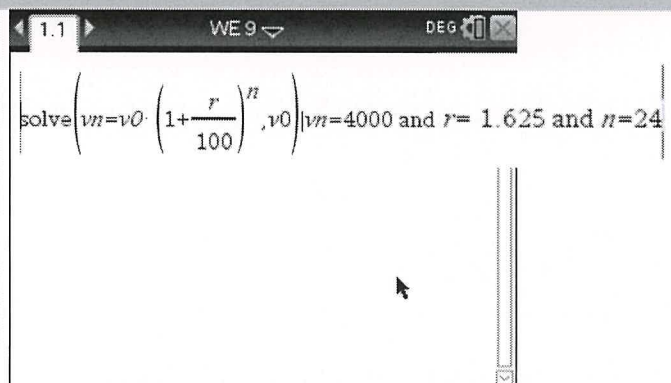 1.1 WE 9 DEG
solve(vn=v0·(1+r/100)^n,v0)|vn=4000 and r= 1.625 and n=24